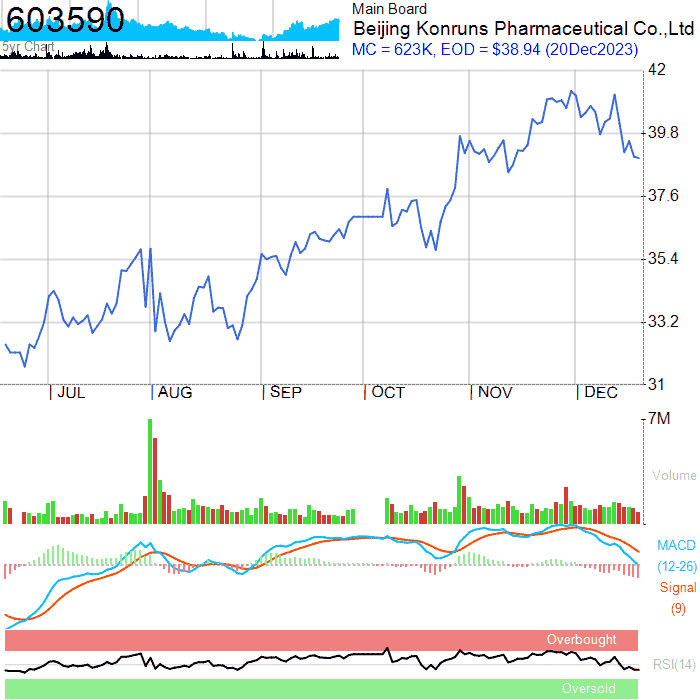 603590
5yr Chart
Main Board
Beijing Konruns Pharmaceutical Co.,Ltd
MC = 623K, EOD = $38.94 (20Dec2023)
42
39.8
37.6
35.4
33.2
31
JUL
AUG
SEP
OCT
NOV
DEC
7M
Volume
MACD
(12-26)
Signal
(9)
Overbought
RSI(14)
Oversold